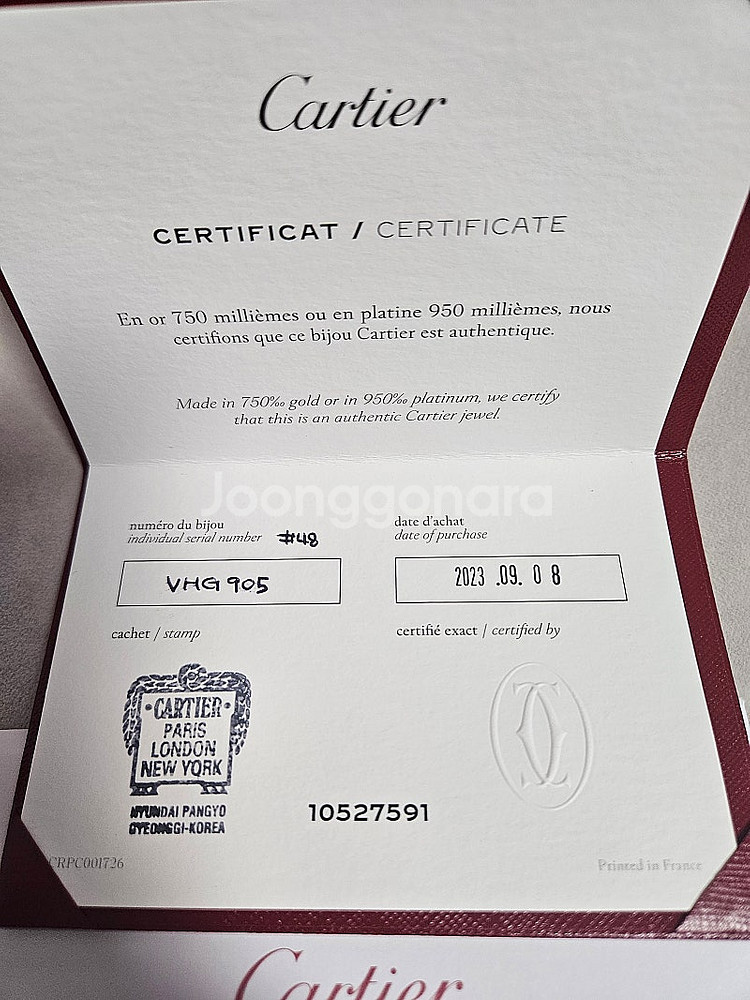 Cartier
CERTIFICAT / CERTIFICATE
En or 750 millièmes ou en platine 950 millièmes, nous
certifions que ce bijou Cartier est authentique.
Made in 750‰ gold or in 950‰ platinum, we certify
that this is an authentic Cartier jewel.
Joonggonara
numéro du bijou
individual serial number #48
VHG905
date d'achat
date of purchase
2023 .09. 0 8
cachet / stamp
certifié exact / certified by
CARTIER
PARIS
LONDON
NEW YORK
HYUNDAI PANGYO
GYEONGGI-KOREA
10527591
CRPC001726
Printed in France
Cartier